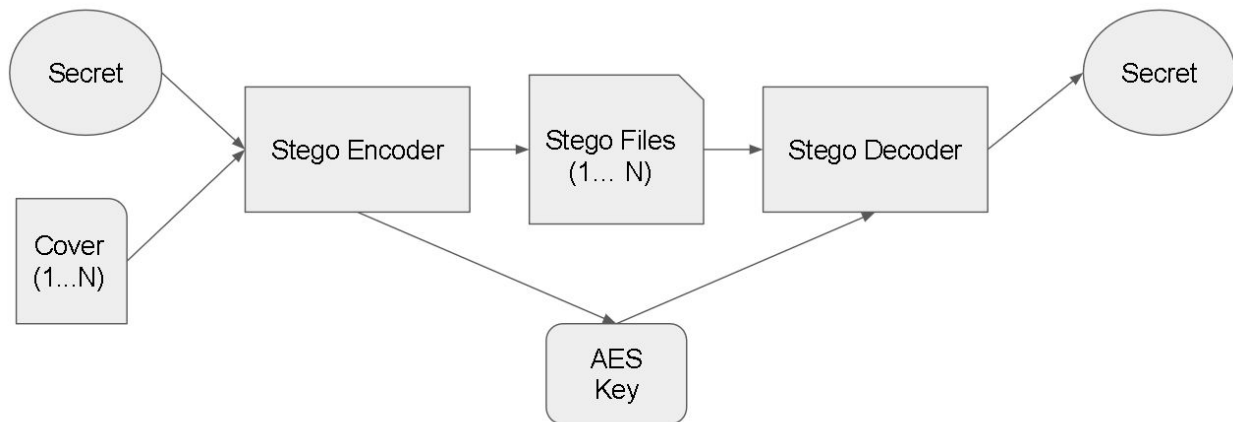 Secret
Stego Encoder
Stego Files
(1... N)
Stego Decoder
Secret
Cover
(1...N)
AES
Key